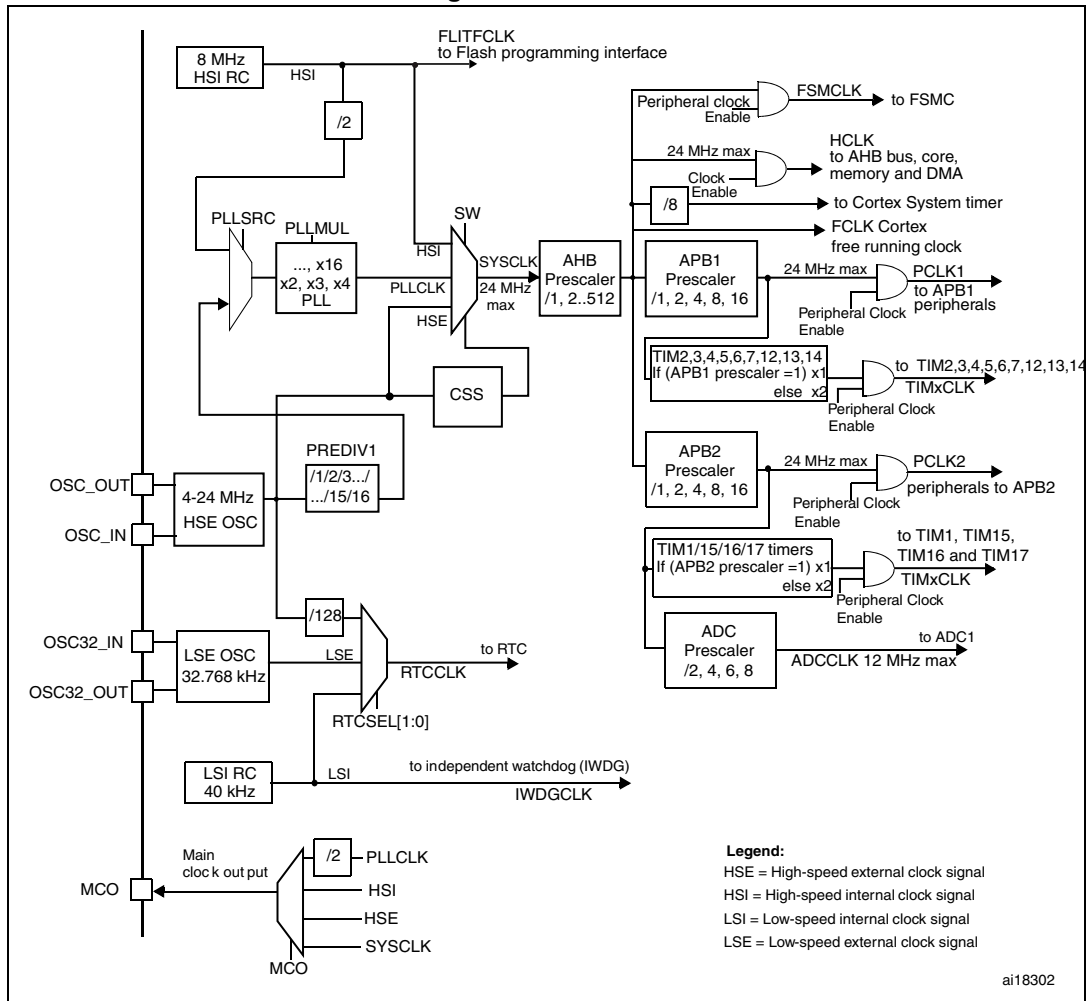 FLITFCLK
to Flash programming interface
8 MHz
HSI RC
HSI
/2
FSMCLK
Peripheral clock
Enable
to FSMC
HCLK
24 MHz max
to AHB bus, core,
memory and DMA
Clock
Enable
/8
to Cortex System timer
FCLK Cortex
free running clock
PLLSRC
PLLMUL
..., x16
x2, x3, x4
PLL
SW
HSI
PLLCLK
HSE
SYSCLK
24 MHz
max
AHB
Prescaler
/1, 2..512
APB1
Prescaler
/1, 2, 4, 8, 16
24 MHz max
PCLK1
to APB1
peripherals
Peripheral Clock
Enable
TIM2,3,4,5,6,7,12,13,14
If (APB1 prescaler =1) x1
else x2
to TIM2,3,4,5,6,7,12,13,14
TIMxCLK
Peripheral Clock
Enable
CSS
PREDIV1
/1/2/3...
.../15/16
OSC_OUT
OSC_IN
4-24 MHz
HSE OSC
APB2
Prescaler
/1, 2, 4, 8, 16
24 MHz max
PCLK2
peripherals to APB2
Peripheral Clock
Enable
TIM1/15/16/17 timers
If (APB2 prescaler =1) x1
else x2
to TIM1, TIM15,
TIM16 and TIM17
TIMxCLK
Peripheral Clock
Enable
ADC
Prescaler
/2, 4, 6, 8
to ADC1
ADCCLK 12 MHz max
/128
OSC32_IN
OSC32_OUT
LSE OSC
32.768 kHz
LSE
to RTC
RTCCLK
RTCSEL[1:0]
LSI RC
40 kHz
LSI
to independent watchdog (IWDG)
IWDGCLK
MCO
Main
clock output
/2
PLLCLK
HSI
HSE
SYSCLK
MCO
Legend:
HSE = High-speed external clock signal
HSI = High-speed internal clock signal
LSI = Low-speed internal clock signal
LSE = Low-speed external clock signal
ai18302